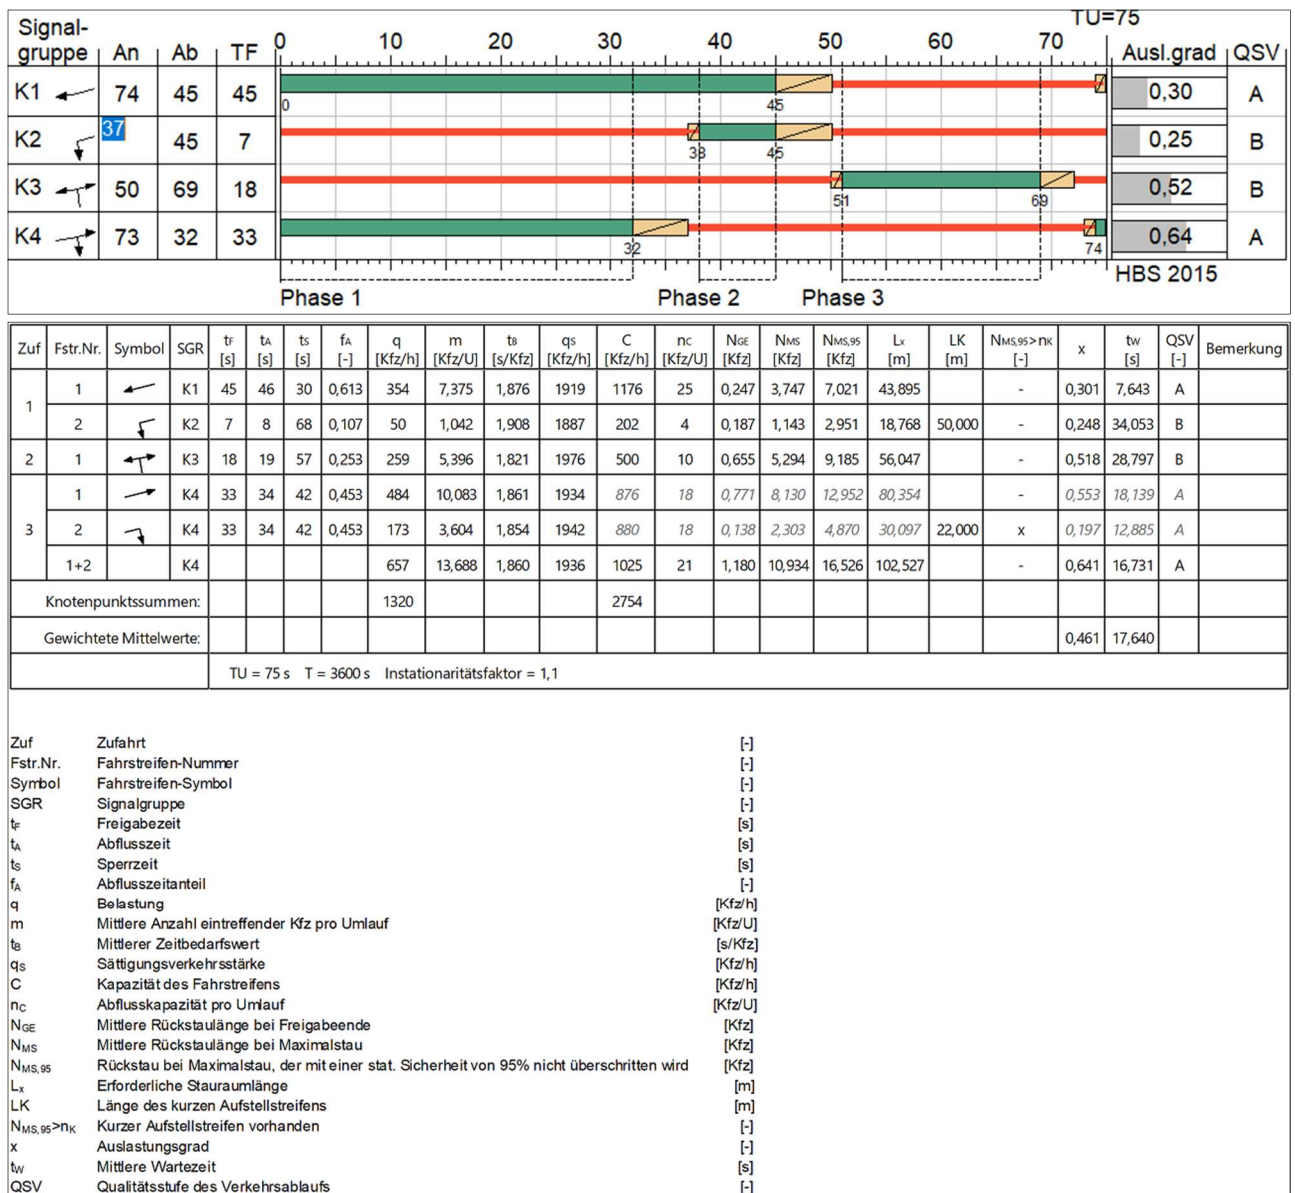 TU=75
Signal-
gruppe An Ab TF 0 10 20 30 40 50 60 70 Ausl.grad QSV
K1 74 45 45 0 45 0,30 A
K2 37 45 7 38 45 0,25 B
K3 50 69 18 51 69 0,52 B
K4 73 32 33 32 74 0,64 A
HBS 2015
Phase 1 Phase 2 Phase 3
Zuf Fstr.Nr. Symbol SGR tF [s] tA [s] tS [s] fA [-] q [Kfz/h] m [Kfz/U] tB [s/Kfz] qS [Kfz/h] C [Kfz/h] nC [Kfz/U] NGE [Kfz] NMS [Kfz] NMS,95 [Kfz] Lx [m] LK [m] NMS,95>nK [-] x tW [s] QSV [-] Bemerkung
1 1 K1 45 46 30 0,613 354 7,375 1,876 1919 1176 25 0,247 3,747 7,021 43,895 - 0,301 7,643 A
2 K2 7 8 68 0,107 50 1,042 1,908 1887 202 4 0,187 1,143 2,951 18,768 50,000 - 0,248 34,053 B
2 1 K3 18 19 57 0,253 259 5,396 1,821 1976 500 10 0,655 5,294 9,185 56,047 - 0,518 28,797 B
3 1 K4 33 34 42 0,453 484 10,083 1,861 1934 876 18 0,771 8,130 12,952 80,354 - 0,553 18,139 A
2 K4 33 34 42 0,453 173 3,604 1,854 1942 880 18 0,138 2,303 4,870 30,097 22,000 x 0,197 12,885 A
1+2 K4 657 13,688 1,860 1936 1025 21 1,180 10,934 16,526 102,527 - 0,641 16,731 A
Knotenpunktssummen: 1320 2754
Gewichtete Mittelwerte: 0,461 17,640
TU = 75 s T = 3600 s Instationaritätsfaktor = 1,1
Zuf Zufahrt [-]
Fstr.Nr. Fahrstreifen-Nummer [-]
Symbol Fahrstreifen-Symbol [-]
SGR Signalgruppe [-]
tF Freigabezeit [s]
tA Abflusszeit [s]
tS Sperrzeit [s]
fA Abflusszeitanteil [-]
q Belastung [Kfz/h]
m Mittlere Anzahl eintreffender Kfz pro Umlauf [Kfz/U]
tB Mittlerer Zeitbedarfswert [s/Kfz]
qS Sättigungsverkehrsstärke [Kfz/h]
C Kapazität des Fahrstreifens [Kfz/h]
nC Abflusskapazität pro Umlauf [Kfz/U]
NGE Mittlere Rückstaulänge bei Freigabeende [Kfz]
NMS Mittlere Rückstaulänge bei Maximalstau [Kfz]
NMS,95 Rückstau bei Maximalstau, der mit einer stat. Sicherheit von 95% nicht überschritten wird [Kfz]
Lx Erforderliche Stauraumlänge [m]
LK Länge des kurzen Aufstellstreifens [m]
NMS,95>nK Kurzer Aufstellstreifen vorhanden [-]
x Auslastungsgrad [-]
tW Mittlere Wartezeit [s]
QSV Qualitätsstufe des Verkehrsablaufs [-]